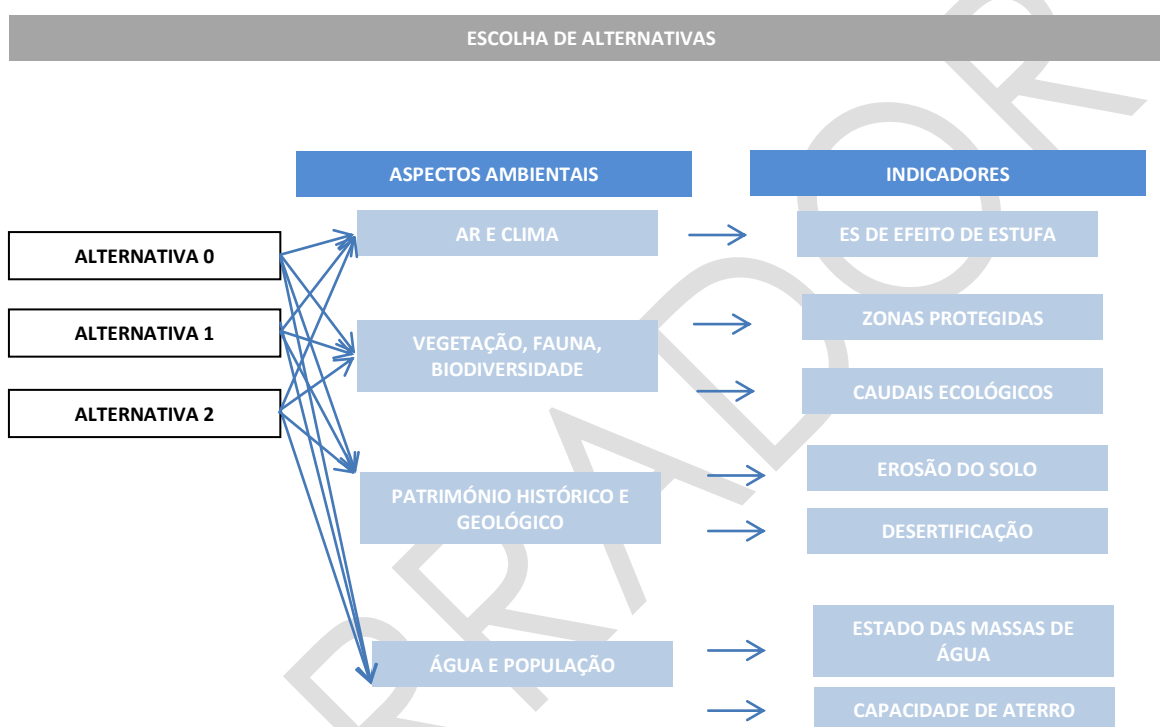 ESCOLHA DE ALTERNATIVAS
ASPECTOS AMBIENTAIS
INDICADORES
ALTERNATIVA 0
ALTERNATIVA 1
ALTERNATIVA 2
AR E CLIMA
ES DE EFEITO DE ESTUFA
VEGETAÇÃO, FAUNA,
BIODIVERSIDADE
ZONAS PROTEGIDAS
CAUDAIS ECOLÓGICOS
PATRIMÓNIO HISTÓRICO E
GEOLÓGICO
EROSÃO DO SOLO
DESERTIFICAÇÃO
ÁGUA E POPULAÇÃO
ESTADO DAS MASSAS DE
ÁGUA
CAPACIDADE DE ATERRO
RRADOR